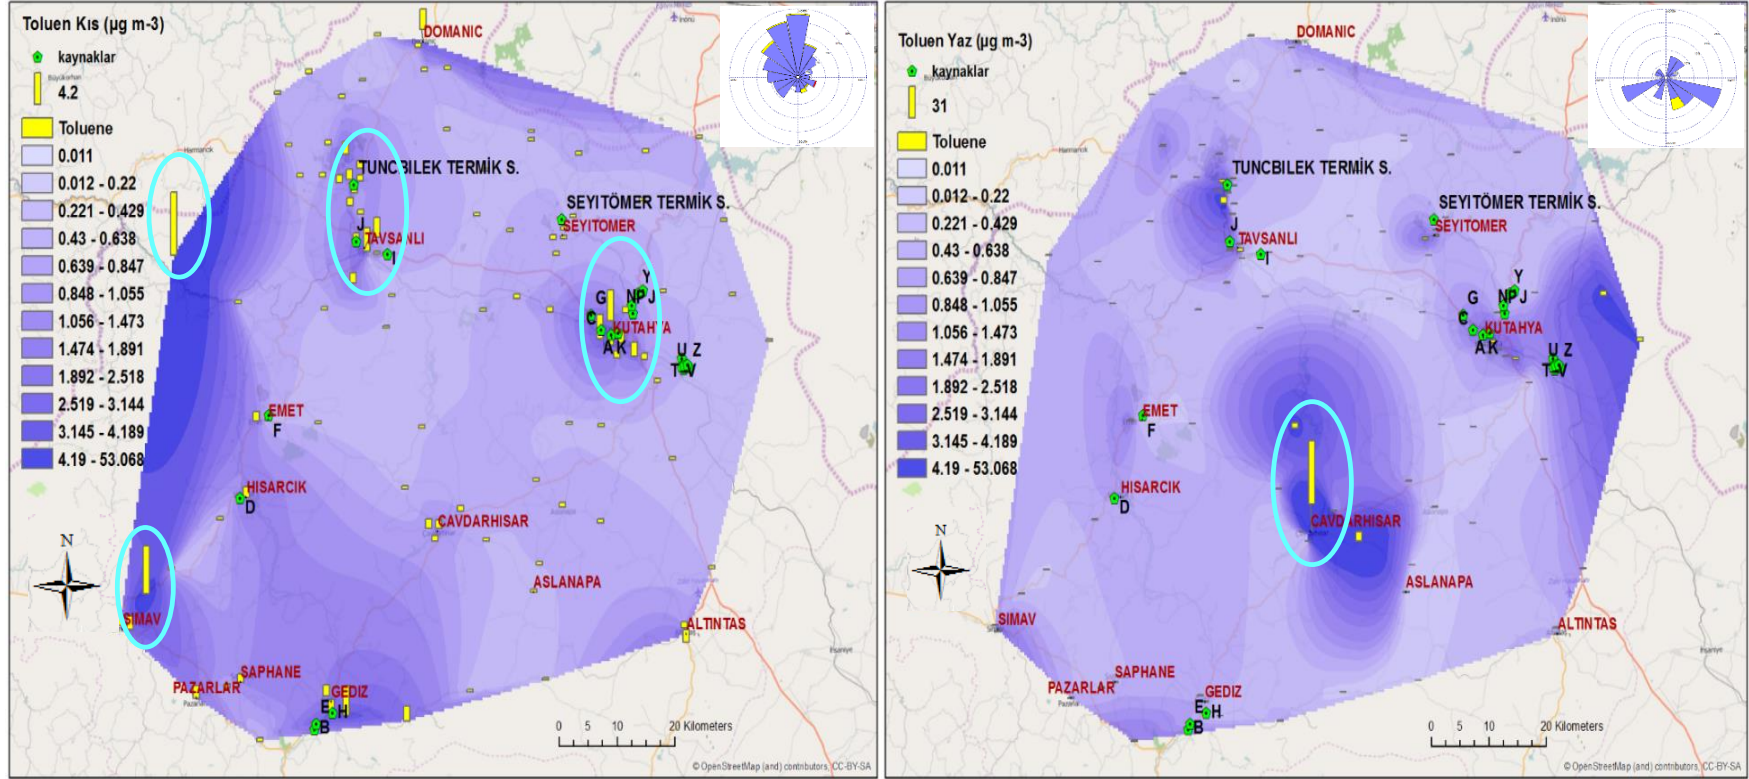 Toluen Kıs (µg m-3)
kaynaklar
4.2
Toluene
0.011
0.012 - 0.22
0.221 - 0.429
0.43 - 0.638
0.639 - 0.847
0.848 - 1.055
1.056 - 1.473
1.474 - 1.891
1.892 - 2.518
2.519 - 3.144
3.145 - 4.189
4.19 - 53.068
DOMANIC
Harmancık
TUNCBILEK TERMİK S.
SEYITÖMER TERMİK S.
SEYITOMER
J
TAVSANLI
I
Y
G
NPJ
C
KUTAHYA
A K
U Z
T V
EMET
F
HISARCIK
D
CAVDARHISAR
ASLANAPA
N
SIMAV
ALTINTAS
SAPHANE
PAZARLAR
GEDIZ
E H
B
0 5 10 20 Kilometers
© OpenStreetMap (and) contributors, CC-BY-SA
Toluen Yaz (µg m-3)
kaynaklar
31
Toluene
0.011
0.012 - 0.22
0.221 - 0.429
0.43 - 0.638
0.639 - 0.847
0.848 - 1.055
1.056 - 1.473
1.474 - 1.891
1.892 - 2.518
2.519 - 3.144
3.145 - 4.189
4.19 - 53.068
DOMANIC
Harmancık
TUNCBILEK TERMİK S.
SEYITÖMER TERMİK S.
SEYITOMER
J
TAVSANLI
I
Y
G
NPJ
C
KUTAHYA
A K
U Z
T V
EMET
F
HISARCIK
D
CAVDARHISAR
ASLANAPA
N
SIMAV
ALTINTAS
SAPHANE
PAZARLAR
GEDIZ
E H
B
0 5 10 20 Kilometers
© OpenStreetMap (and) contributors, CC-BY-SA